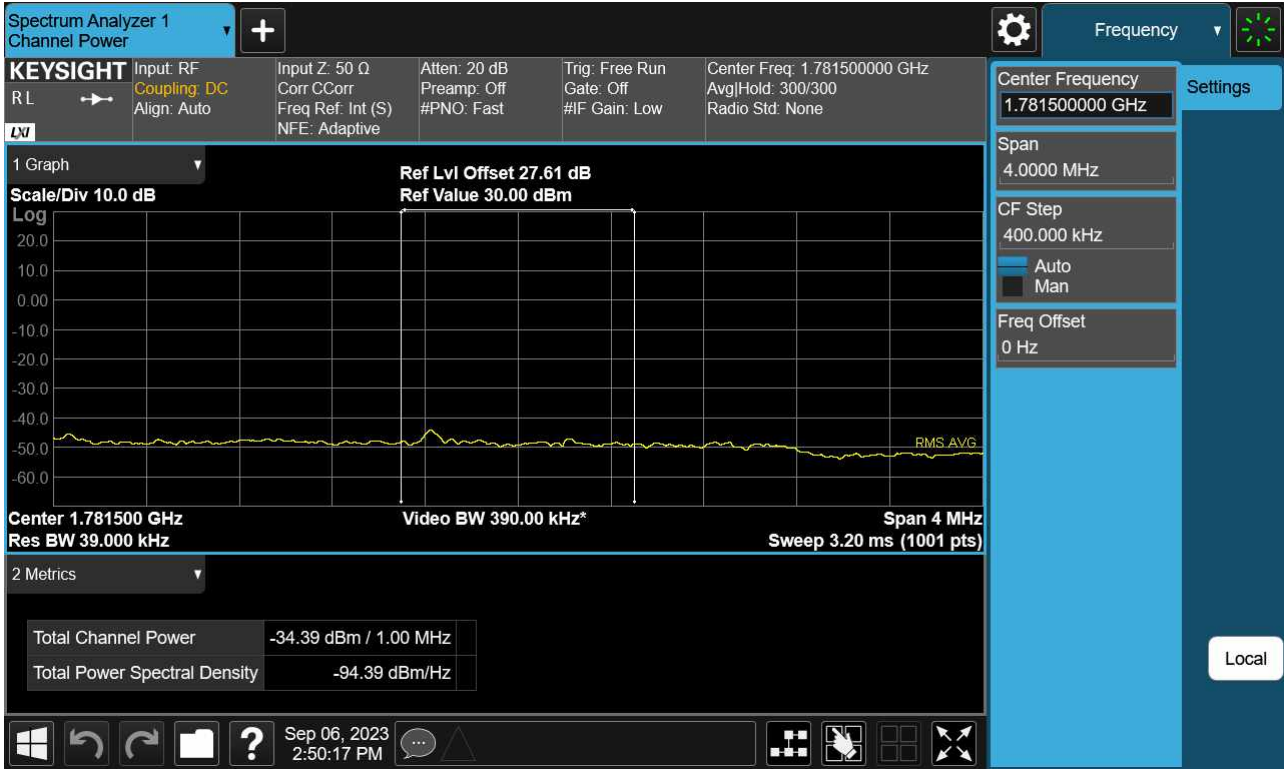 Spectrum Analyzer 1
Channel Power
Frequency
KEYSIGHT
R L
LXI
Input: RF
Coupling: DC
Align: Auto
Input Z: 50 Ω
Corr CCorr
Freq Ref: Int (S)
NFE: Adaptive
Atten: 20 dB
Preamp: Off
#PNO: Fast
Trig: Free Run
Gate: Off
#IF Gain: Low
Center Freq: 1.781500000 GHz
Avg|Hold: 300/300
Radio Std: None
1 Graph
Scale/Div 10.0 dB
Ref Lvl Offset 27.61 dB
Ref Value 30.00 dBm
Log
20.0
10.0
0.00
-10.0
-20.0
-30.0
-40.0
-50.0
-60.0
RMS AVG
Center 1.781500 GHz
Video BW 390.00 kHz*
Span 4 MHz
Res BW 39.000 kHz
Sweep 3.20 ms (1001 pts)
2 Metrics
Total Channel Power -34.39 dBm / 1.00 MHz
Total Power Spectral Density -94.39 dBm/Hz
Center Frequency
1.781500000 GHz
Span
4.0000 MHz
CF Step
400.000 kHz
Auto
Man
Freq Offset
0 Hz
Settings
Local
?
Sep 06, 2023
2:50:17 PM